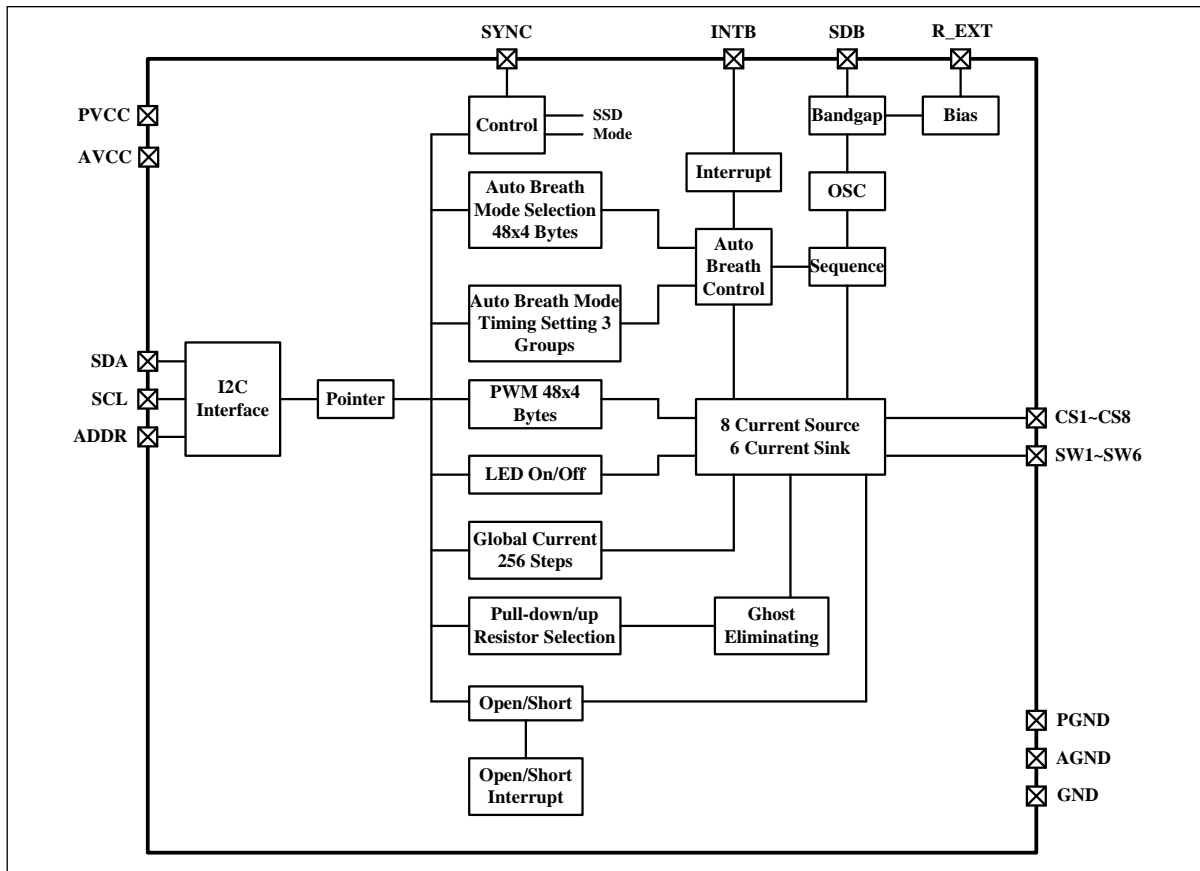 SYNC
INTB
SDB
R_EXT
PVCC
AVCC
Control
SSD
Mode
Bandgap
Bias
Interrupt
OSC
Auto Breath
Mode Selection
48x4 Bytes
Auto
Breath
Control
Sequence
Auto Breath Mode
Timing Setting 3
Groups
SDA
SCL
ADDR
I2C
Interface
Pointer
PWM 48x4
Bytes
8 Current Source
6 Current Sink
CS1~CS8
SW1~SW6
LED On/Off
Global Current
256 Steps
Pull-down/up
Resistor Selection
Ghost
Eliminating
Open/Short
Open/Short
Interrupt
PGND
AGND
GND